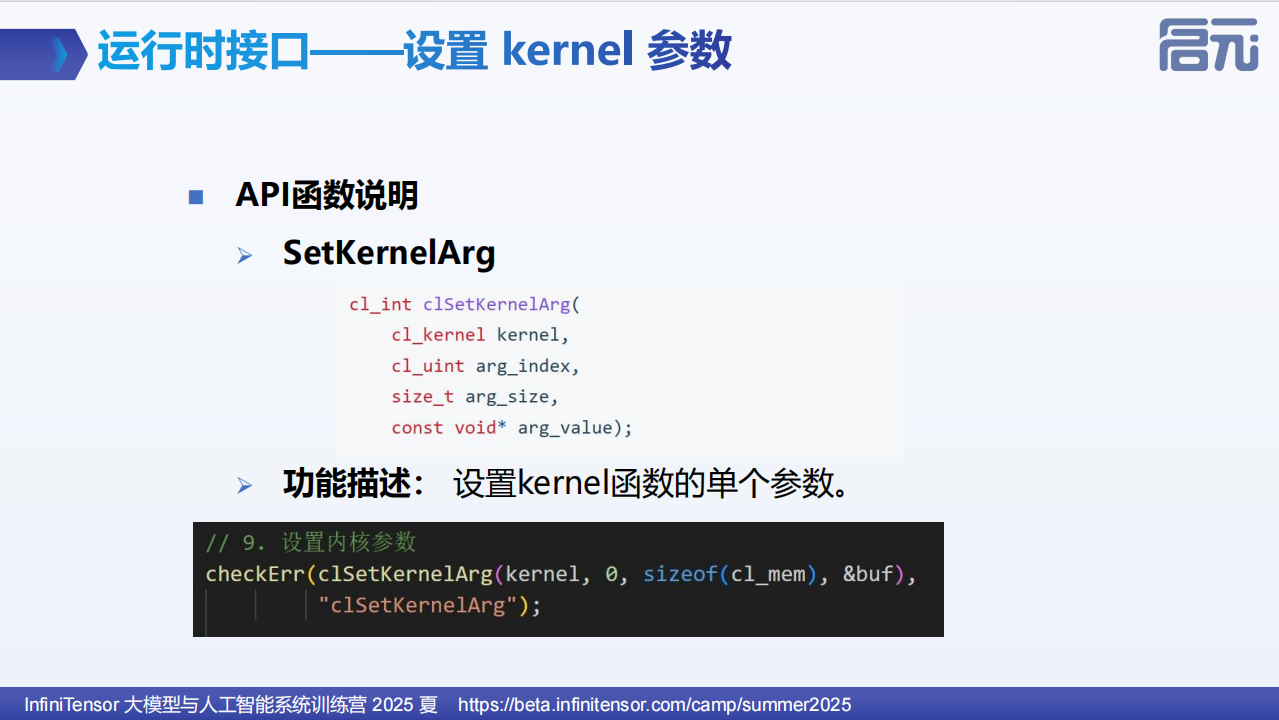 运行时接口——设置 kernel 参数
启元
API函数说明
SetKernelArg
cl_int clSetKernelArg(
cl_kernel kernel,
cl_uint arg_index,
size_t arg_size,
const void* arg_value);
功能描述： 设置kernel函数的单个参数。
// 9. 设置内核参数
checkErr(clSetKernelArg(kernel, 0, sizeof(cl_mem), &buf),
"clSetKernelArg");
InfiniTensor 大模型与人工智能系统训练营 2025 夏 https://beta.infinitensor.com/camp/summer2025